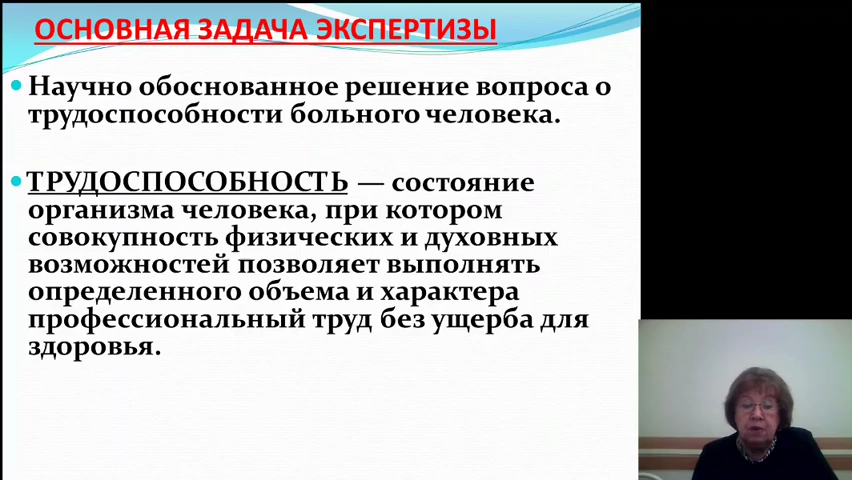 ОСНОВНАЯ ЗАДАЧА ЭКСПЕРТИЗЫ
• Научно обоснованное решение вопроса о
трудоспособности больного человека.
• ТРУДОСПОСОБНОСТЬ — состояние
организма человека, при котором
совокупность физических и духовных
возможностей позволяет выполнять
определенного объема и характера
профессиональный труд без ущерба для
здоровья.